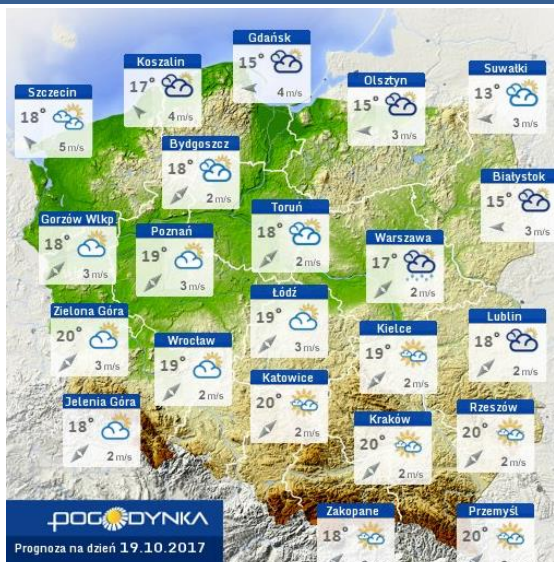 Gdańsk
15°
4 m/s
Koszalin
17°
4 m/s
Suwałki
13°
3 m/s
Olsztyn
15°
3 m/s
Szczecin
18°
5 m/s
Bydgoszcz
18°
2 m/s
Białystok
15°
3 m/s
Toruń
18°
2 m/s
Gorzów Wlkp
18°
3 m/s
Poznań
19°
3 m/s
Warszawa
17°
2 m/s
Łódź
19°
3 m/s
Zielona Góra
20°
3 m/s
Lublin
18°
2 m/s
Kielce
19°
2 m/s
Wrocław
19°
2 m/s
Katowice
20°
2 m/s
Jelenia Góra
18°
2 m/s
Rzeszów
20°
2 m/s
Kraków
20°
2 m/s
Zakopane
18°
Przemyśl
20°
POGODYNKA
Prognoza na dzień 19.10.2017